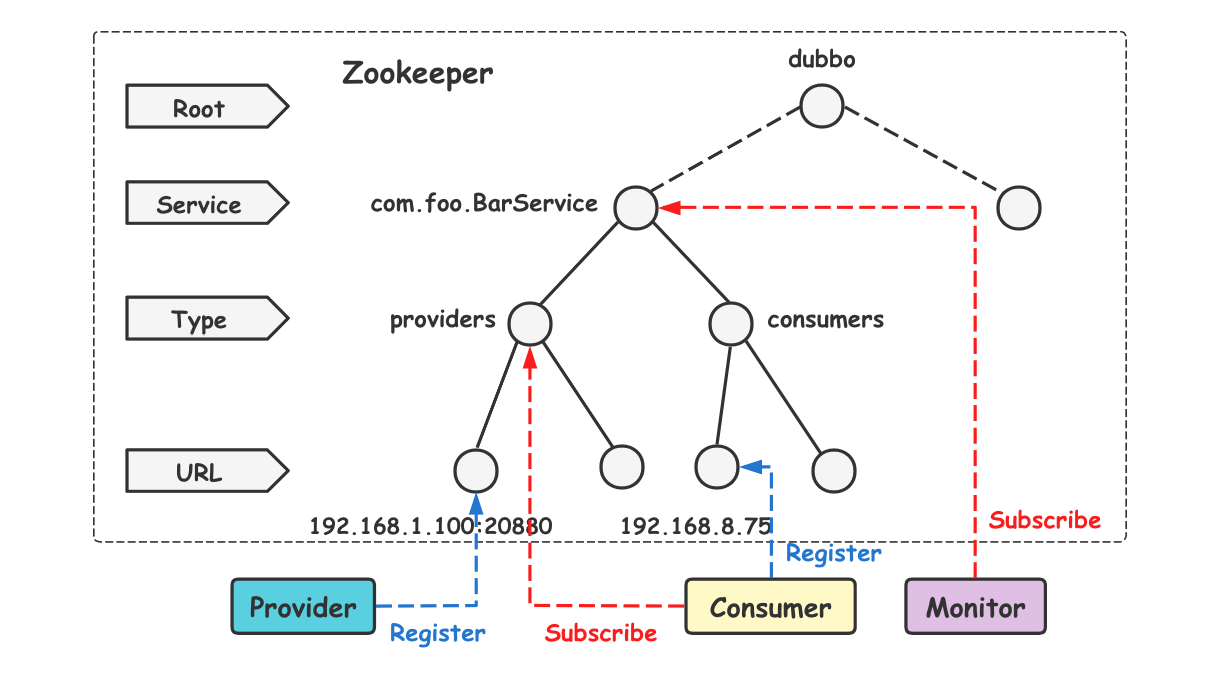 Zookeeper
dubbo
Root
Service
com.foo.BarService
Type
providers
consumers
URL
192.168.1.100:20880
192.168.8.75
Subscribe
Register
Provider
Consumer
Monitor
Register
Subscribe